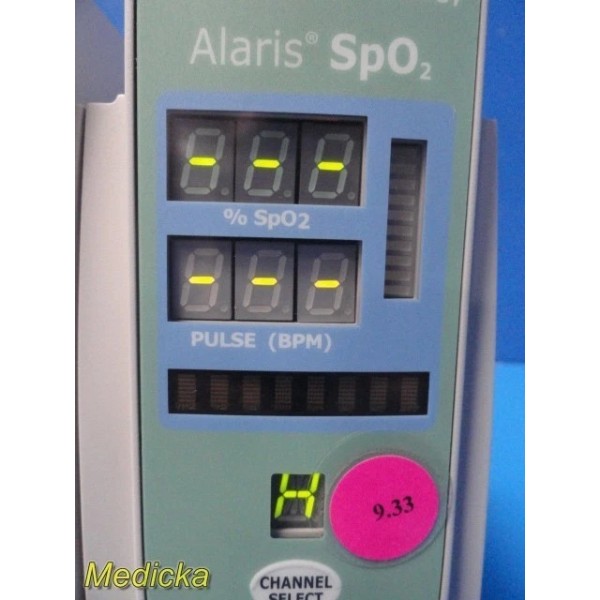 Alaris® SpO₂
---
% SpO2
---
PULSE (BPM)
H
9.33
CHANNEL
SELECT
Medicka